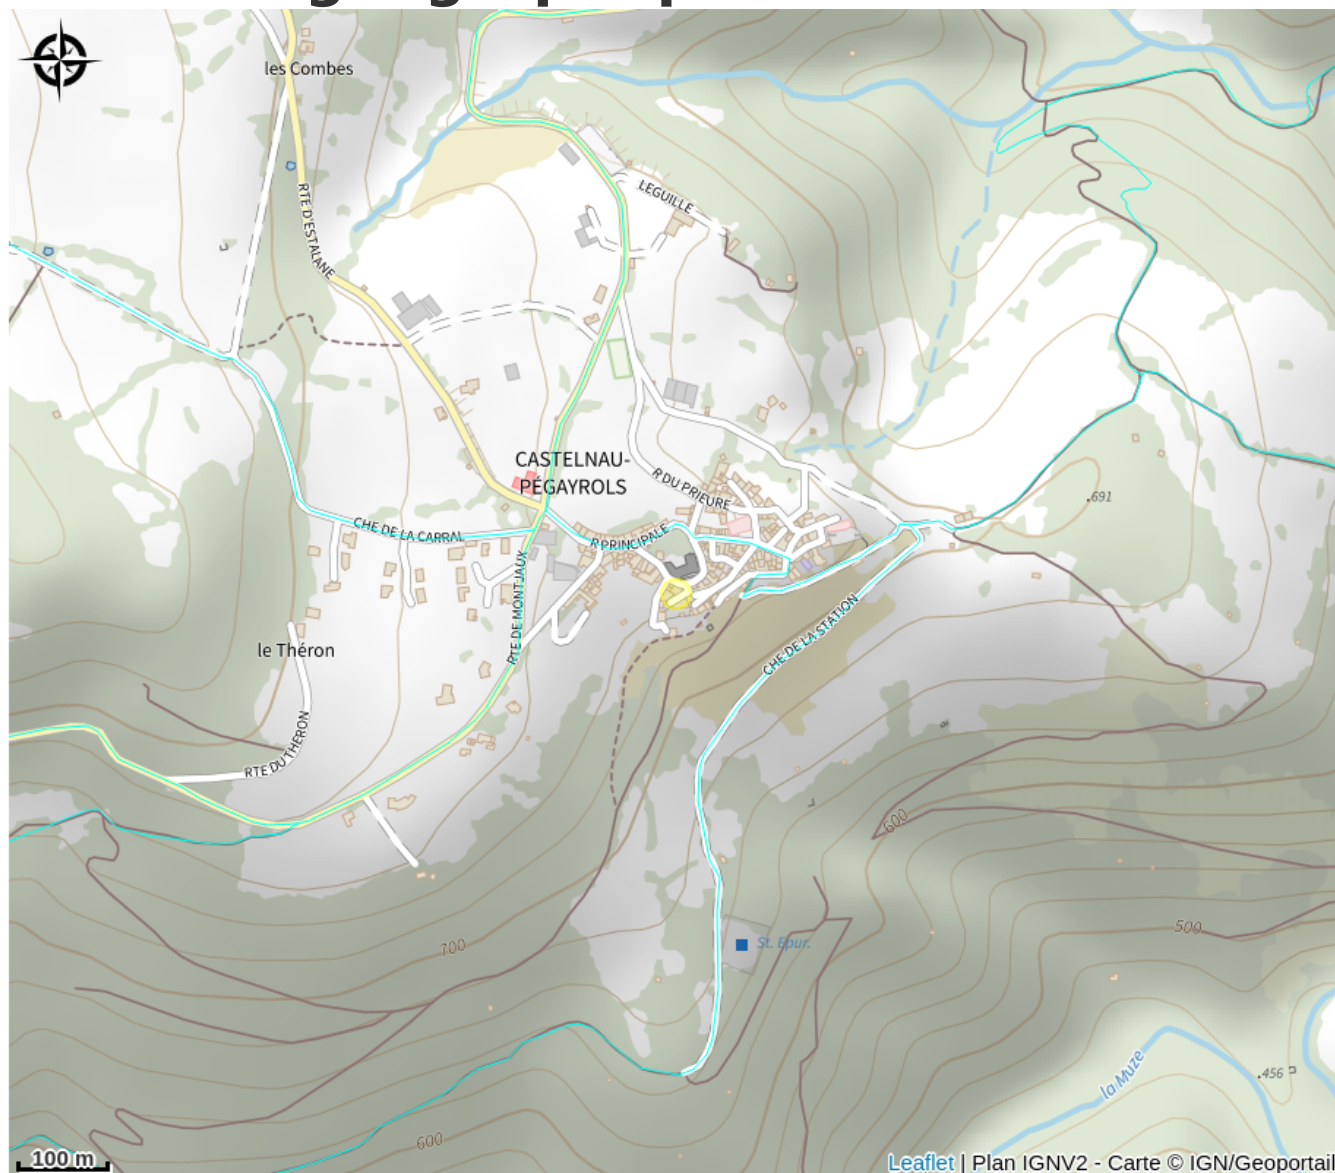 les Combes
RTE D'ESTALANE
LEGUILLE
CASTELNAU-
PÉGAYROLS
R DU PRIEURE
.691
R PRINCIPALE
CHE DE LA CARRAL
RTE DE MONTJAUX
CHE DE LA STATION
le Théron
RTE DU THERON
600
700
St. Epur.
500
la Muze
.456
600
100 m
Leaflet | Plan IGNV2 - Carte © IGN/Geoportail